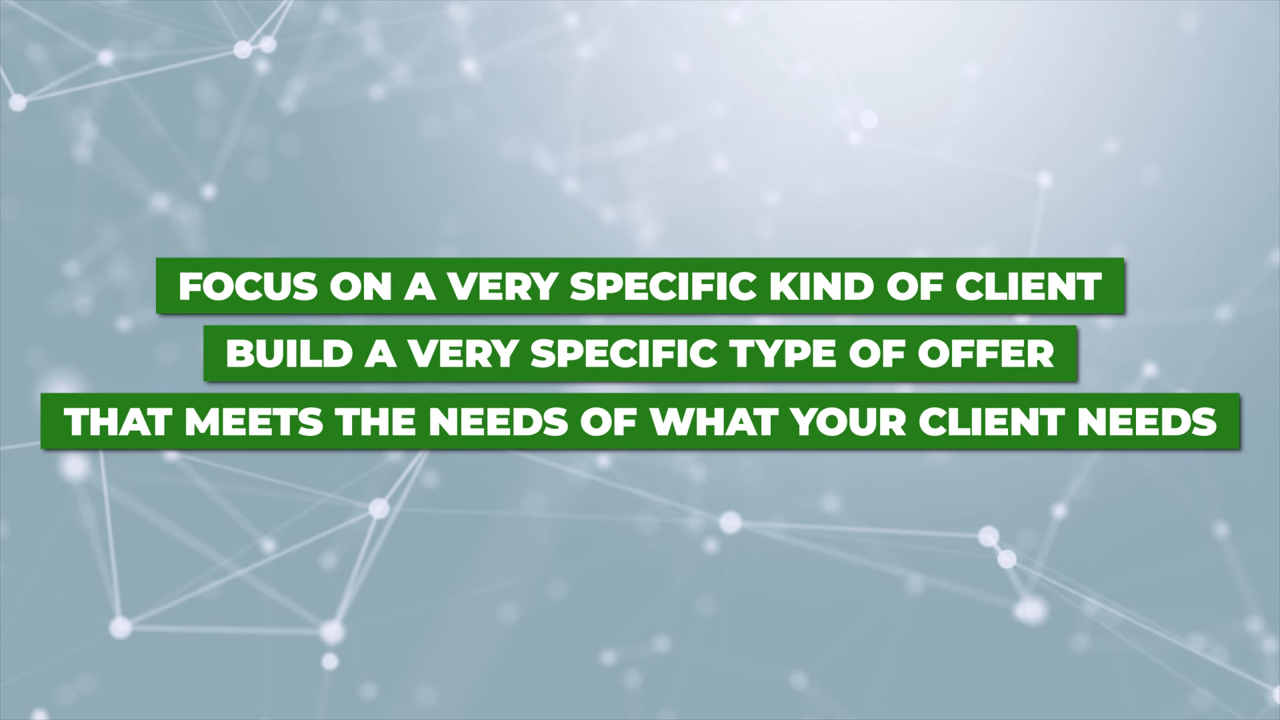 FOCUS ON A VERY SPECIFIC KIND OF CLIENT
BUILD A VERY SPECIFIC TYPE OF OFFER
THAT MEETS THE NEEDS OF WHAT YOUR CLIENT NEEDS